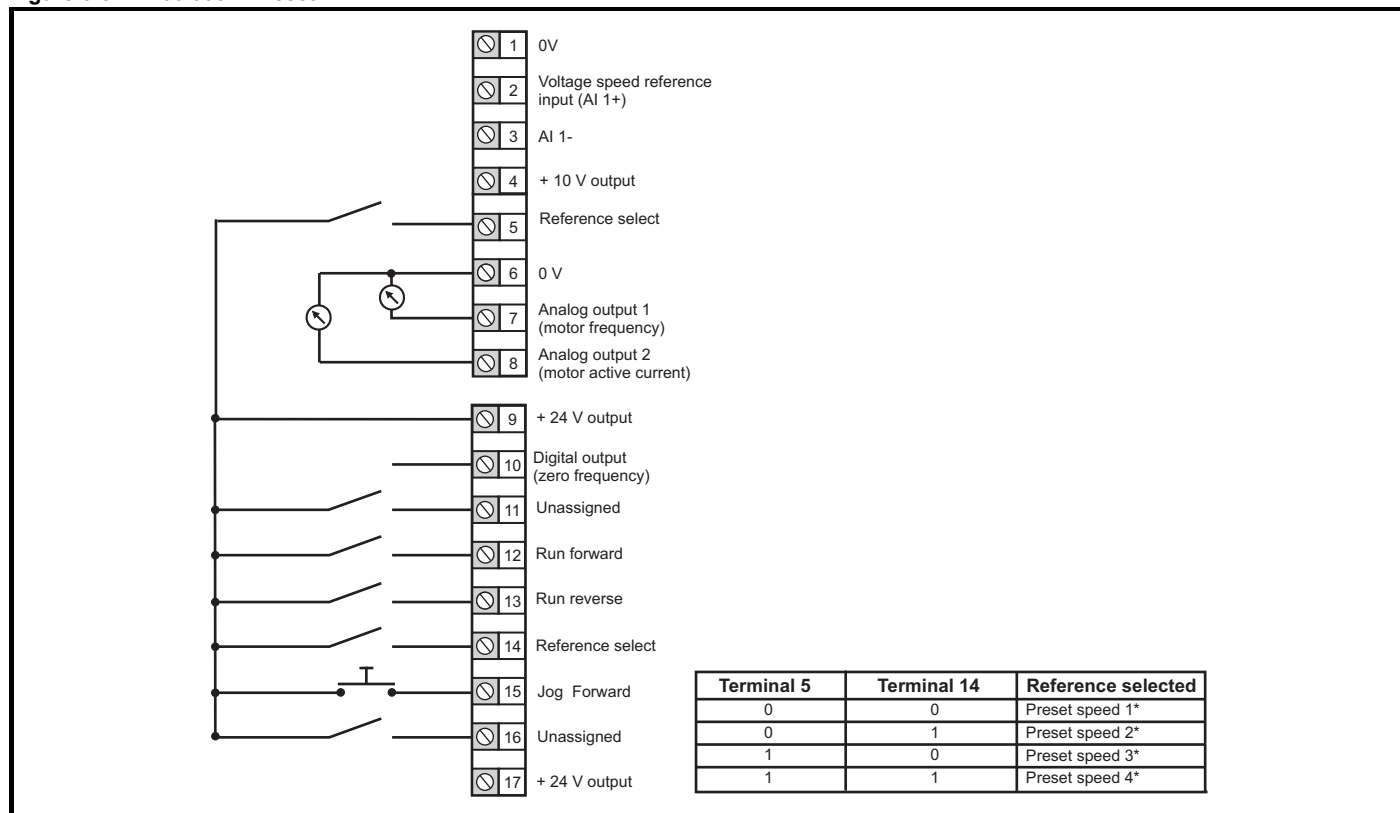 1 0V
2 Voltage speed reference
input (AI 1+)
3 AI 1-
4 + 10 V output
5 Reference select
6 0 V
7 Analog output 1
(motor frequency)
8 Analog output 2
(motor active current)
9 + 24 V output
10 Digital output
(zero frequency)
11 Unassigned
12 Run forward
13 Run reverse
14 Reference select
15 Jog Forward
16 Unassigned
17 + 24 V output
Terminal 5 Terminal 14 Reference selected
0 0 Preset speed 1*
0 1 Preset speed 2*
1 0 Preset speed 3*
1 1 Preset speed 4*